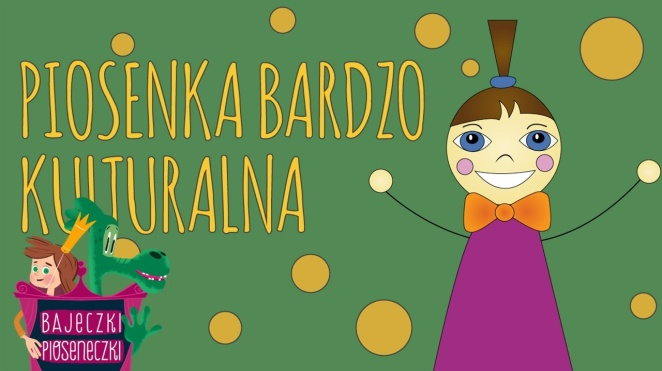 PIOSENKA BARDZO
KULTURALNA
BAJECZKI
PIOSENECZKI